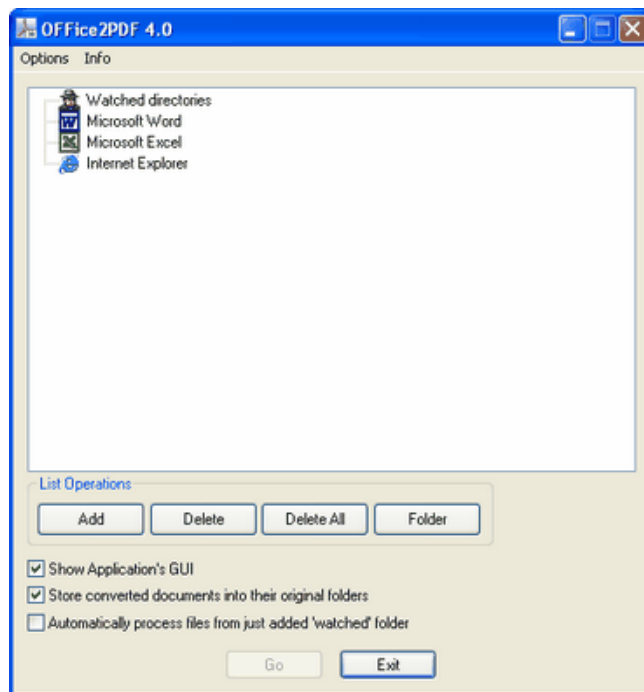 OFFice2PDF 4.0
Options Info
Watched directories
Microsoft Word
Microsoft Excel
Internet Explorer
List Operations
Add Delete Delete All Folder
Show Application's GUI
Store converted documents into their original folders
Automatically process files from just added 'watched' folder
Go Exit